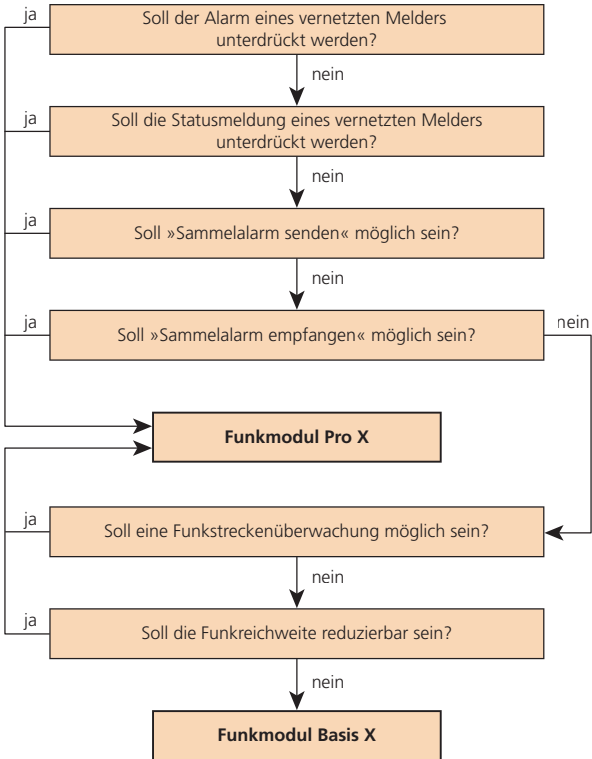 ja
Soll der Alarm eines vernetzten Melders
unterdrückt werden?
nein
ja
Soll die Statusmeldung eines vernetzten Melders
unterdrückt werden?
nein
ja
Soll »Sammelalarm senden« möglich sein?
nein
ja
Soll »Sammelalarm empfangen« möglich sein?
nein
Funkmodul Pro X
ja
Soll eine Funkstreckenüberwachung möglich sein?
nein
ja
Soll die Funkreichweite reduzierbar sein?
nein
Funkmodul Basis X